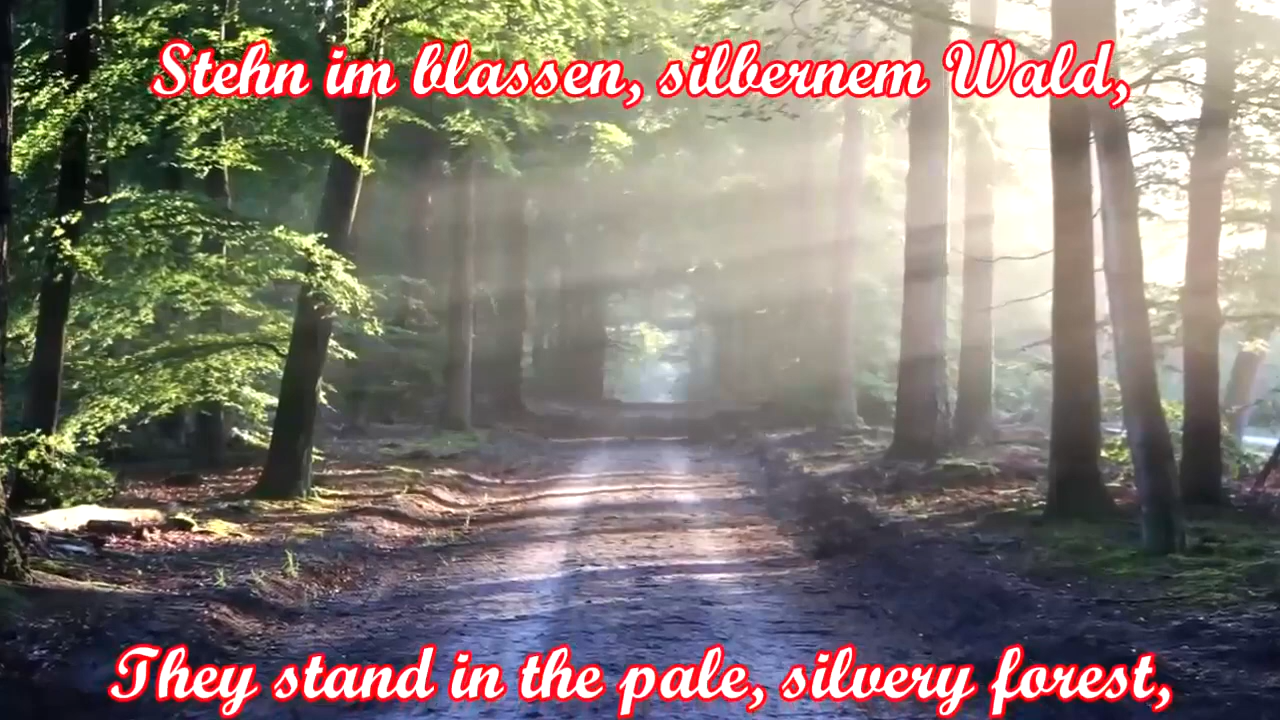 Stehn im blassen, silbernem Wald,
They stand in the pale, silvery forest,